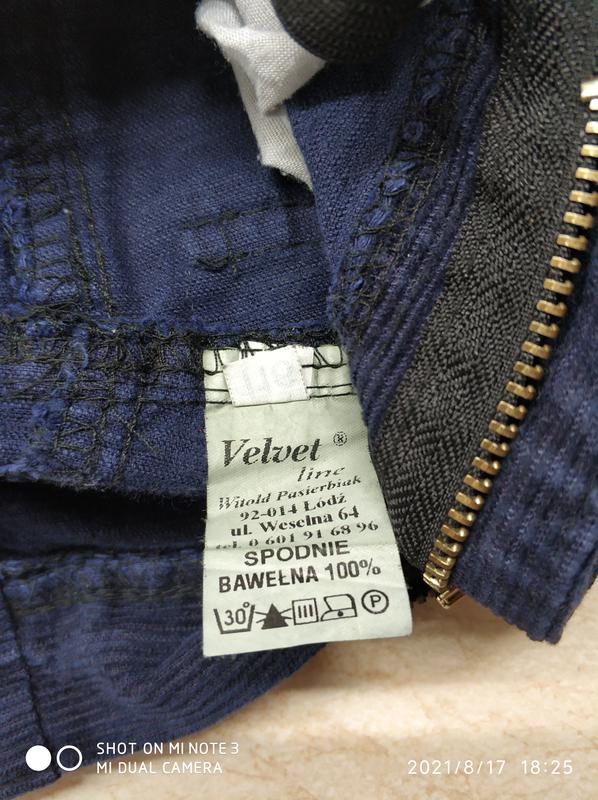 Velvet ®
line
Witold Pasierbiak
92-014 Łódź
ul. Weselna 64
tel. 0 601 91 68 96
SPODNIE
BAWEŁNA 100%
30° P
SHOT ON MI NOTE 3
MI DUAL CAMERA
2021/8/17 18:25